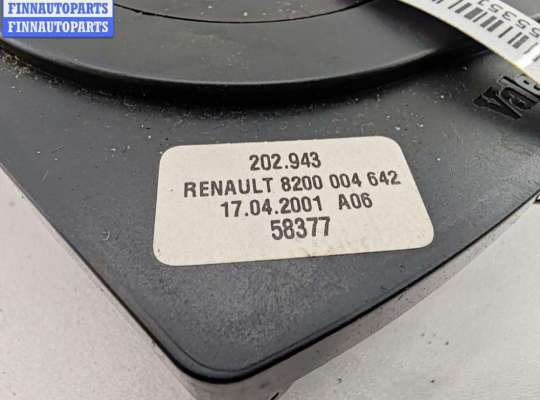 FINNAUTOPARTS
FINNAUTOPARTS
202.943
RENAULT 8200 004 642
17.04.2001 A06
58377